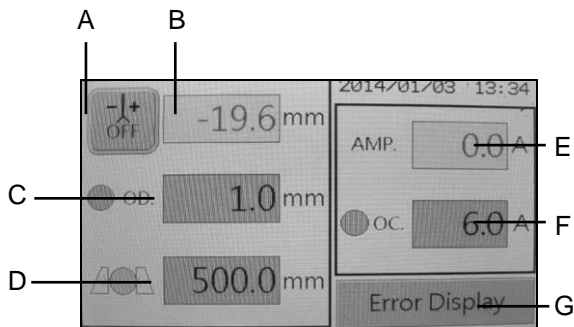 A B
2014/01/03 13:34
-|+
OFF
-19.6 mm
AMP. 0.0 A
E
C
OD. 1.0 mm
OC. 6.0 A
F
D
500.0 mm
Error Display
G